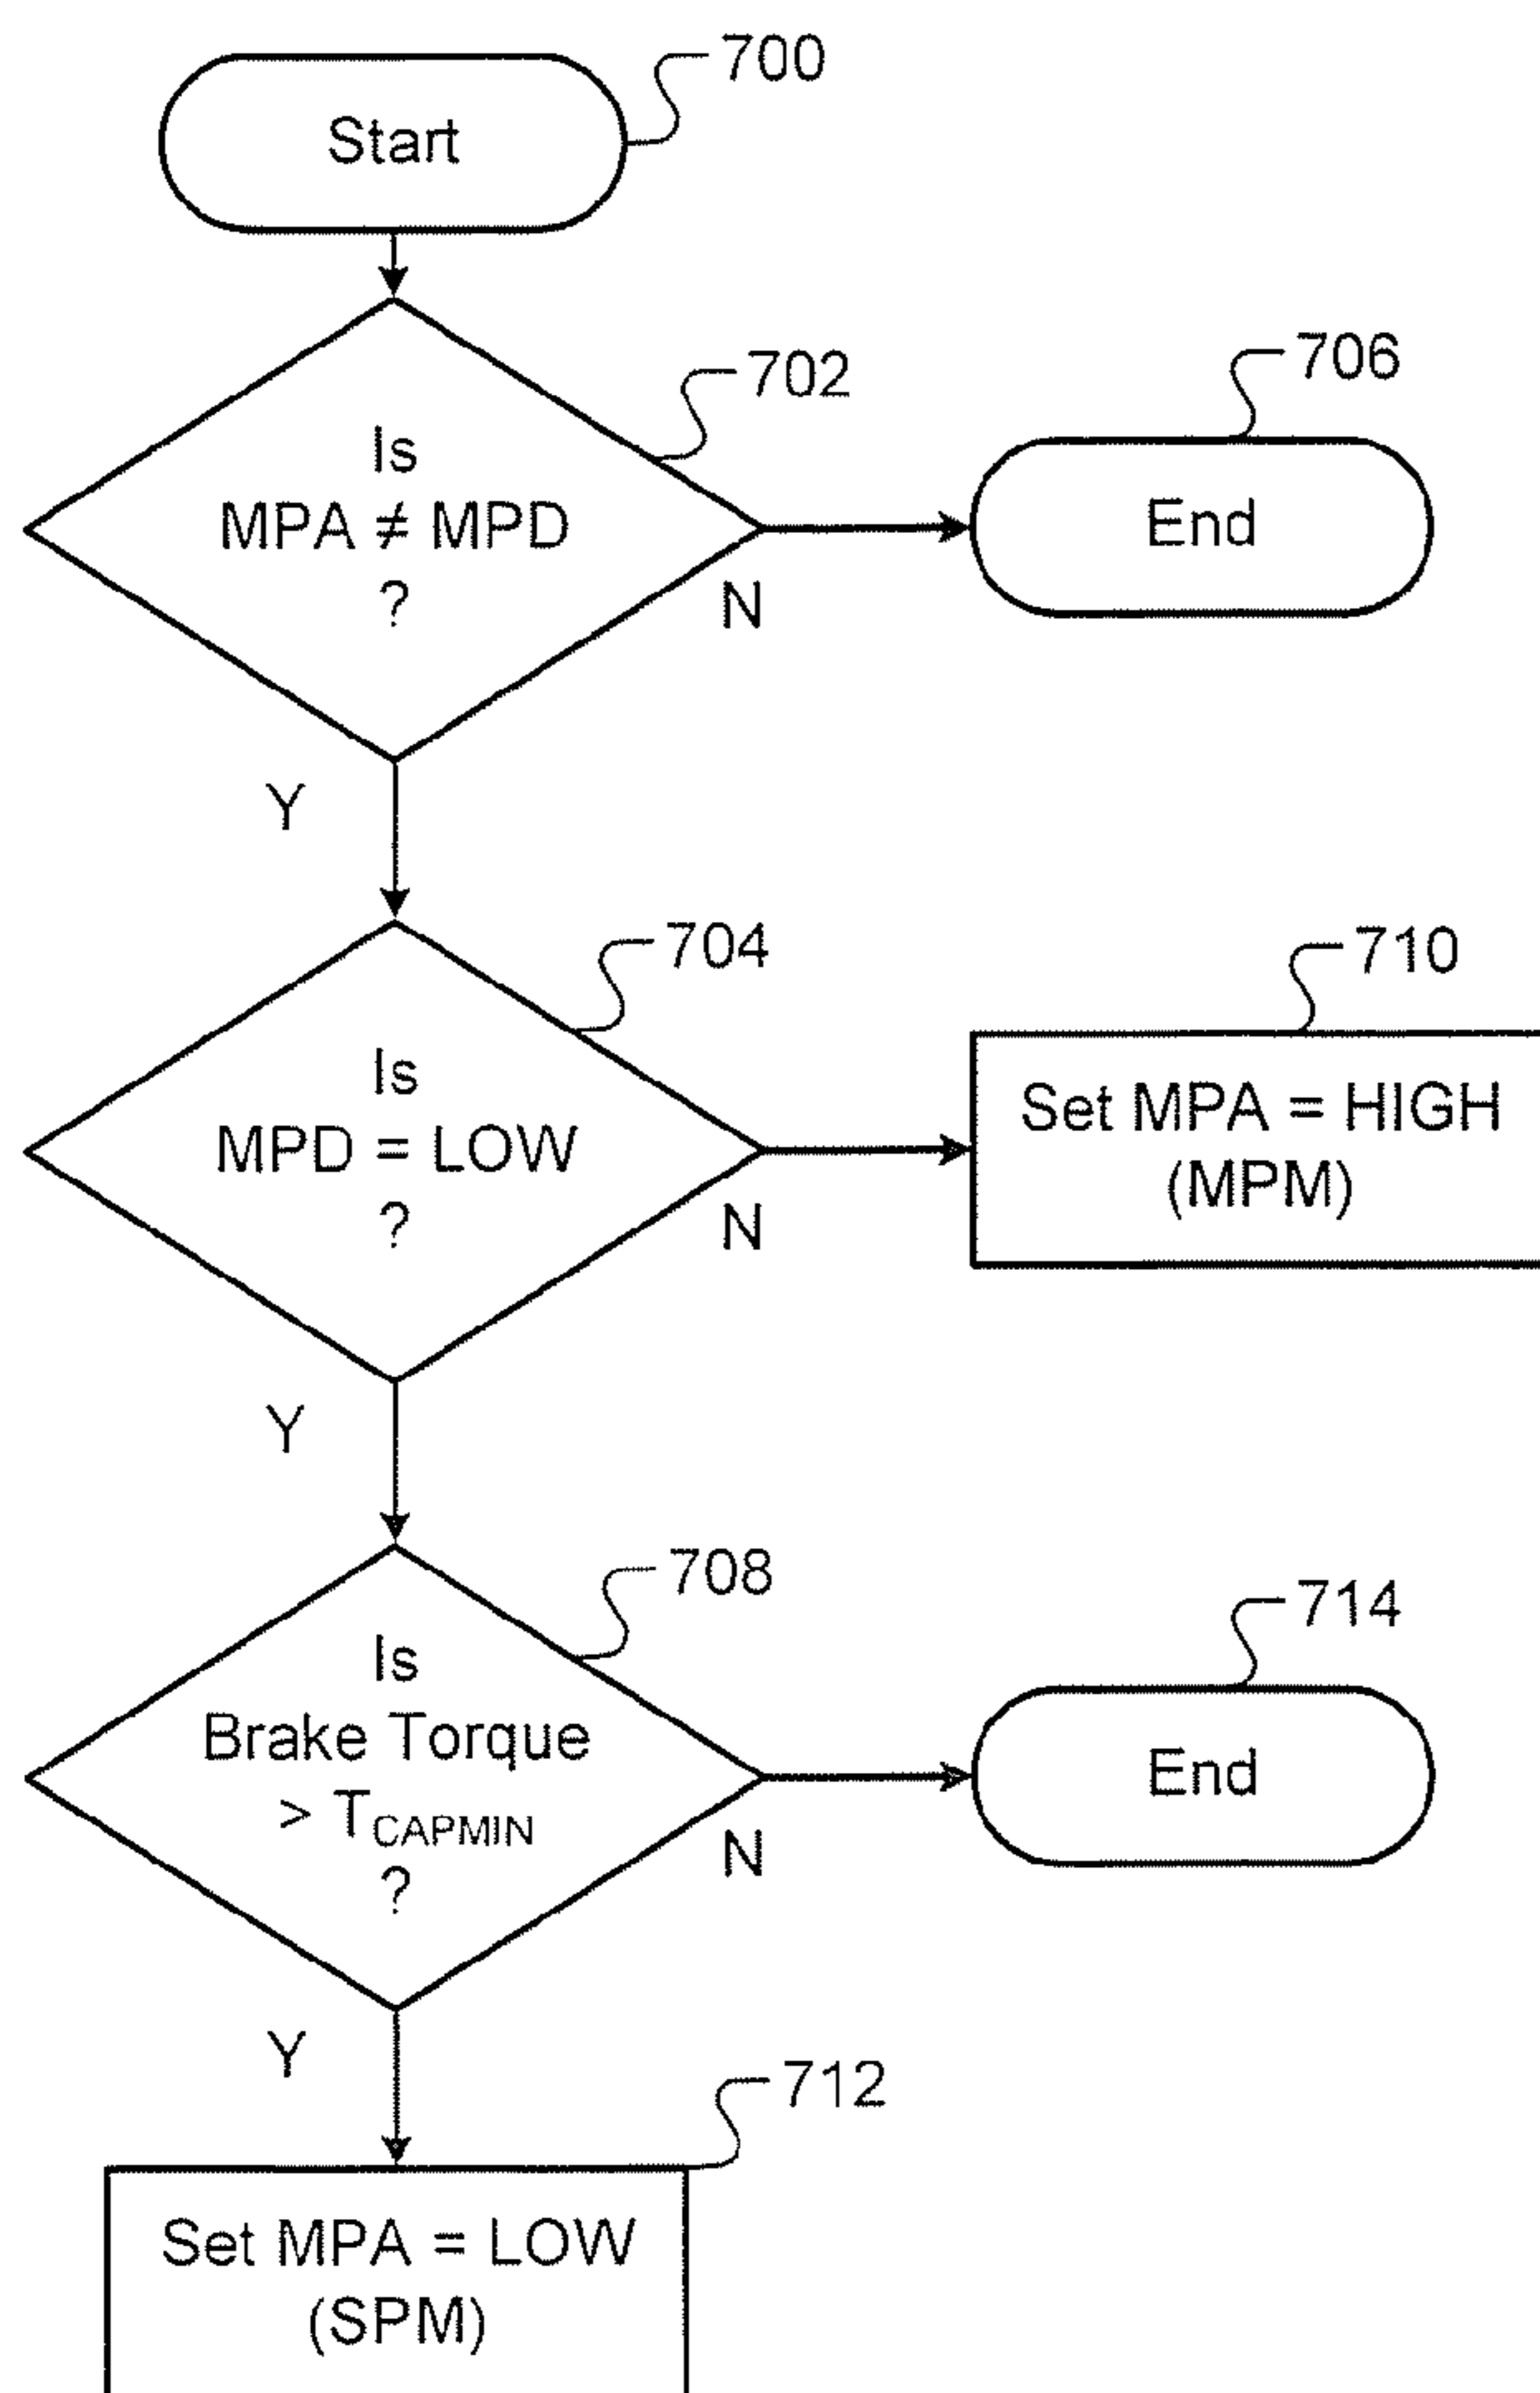 700
Start
702
Is
MPA ≠ MPD
?
N
Y
706
End
704
Is
MPD = LOW
?
N
Y
710
Set MPA = HIGH
(MPM)
708
Is
Brake Torque
> TCAPMIN
?
N
Y
714
End
712
Set MPA = LOW
(SPM)